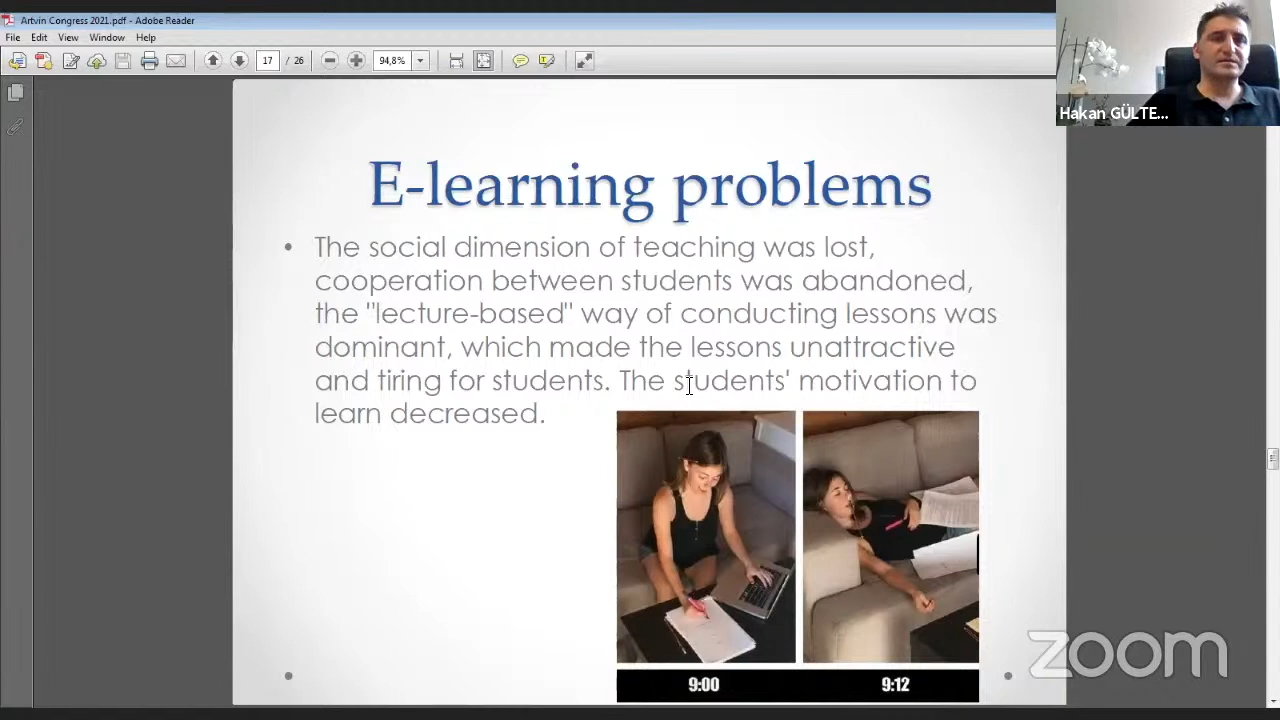 Artvin Congress 2021.pdf - Adobe Reader
File Edit View Window Help
17 / 26 94,8%
Hakan GÜLTE...
E-learning problems
• The social dimension of teaching was lost,
cooperation between students was abandoned,
the "lecture-based" way of conducting lessons was
dominant, which made the lessons unattractive
and tiring for students. The students' motivation to
learn decreased.
9:00 9:12
zoom